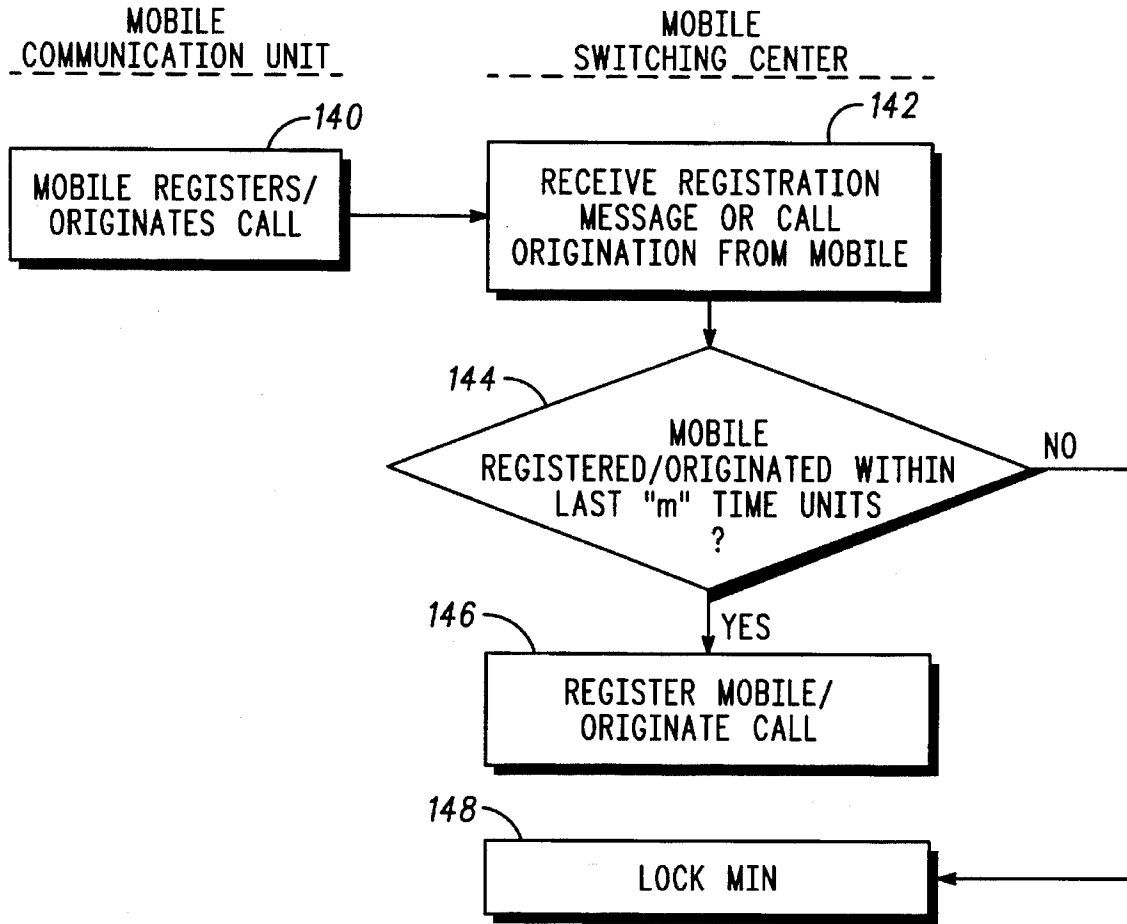 MOBILE
COMMUNICATION UNIT
MOBILE
SWITCHING CENTER
140
MOBILE REGISTERS/
ORIGINATES CALL
142
RECEIVE REGISTRATION
MESSAGE OR CALL
ORIGINATION FROM MOBILE
144
MOBILE
REGISTERED/ORIGINATED WITHIN
LAST "m" TIME UNITS
?
NO
YES
146
REGISTER MOBILE/
ORIGINATE CALL
148
LOCK MIN